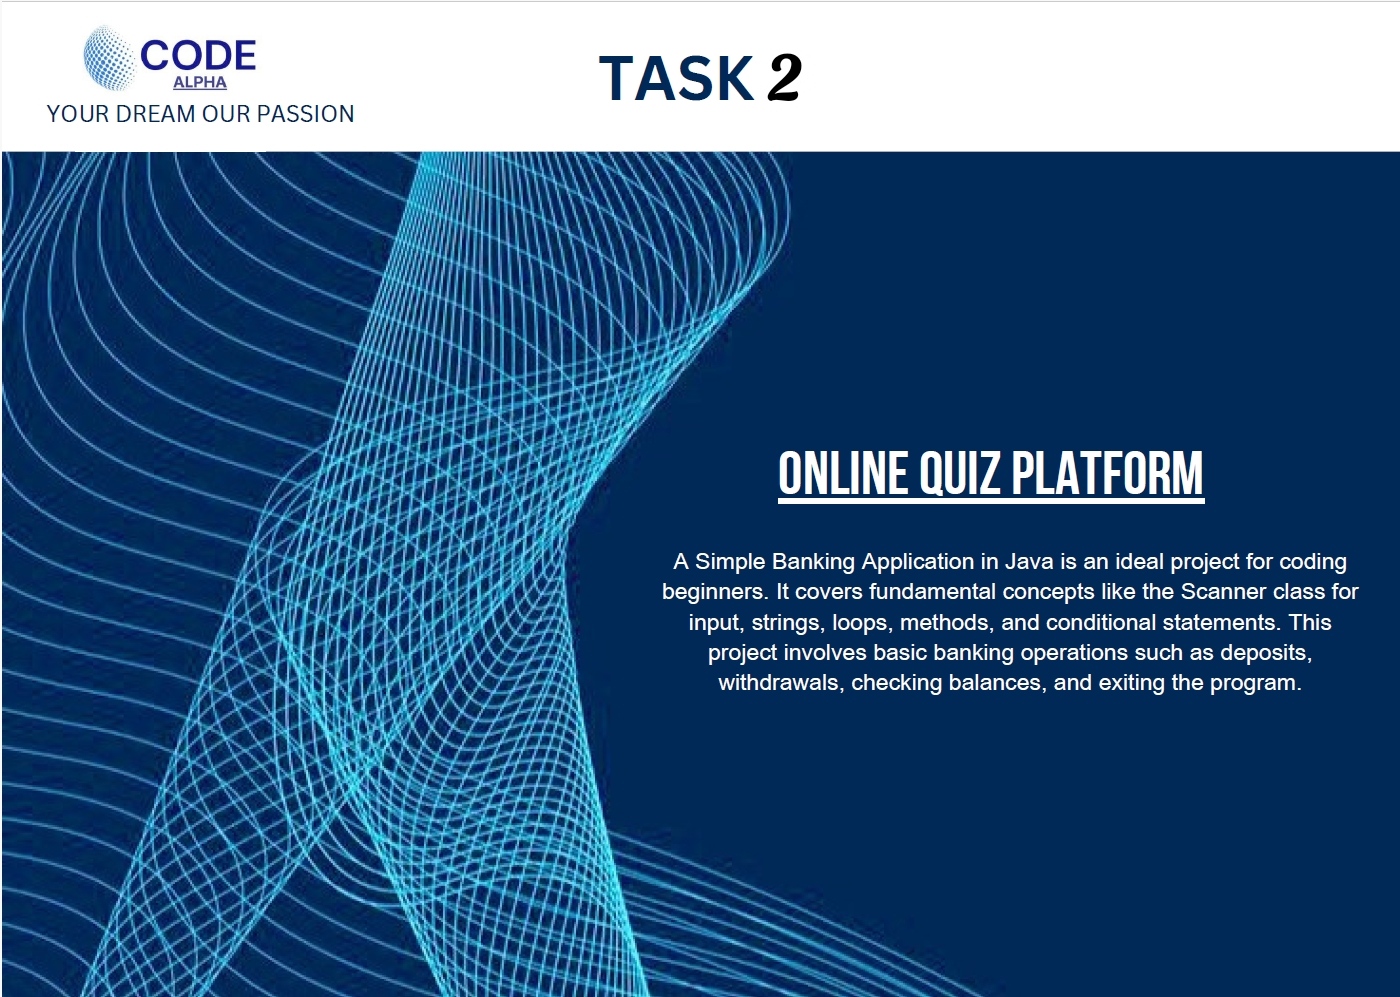 CODE
ALPHA
YOUR DREAM OUR PASSION
TASK 2
ONLINE QUIZ PLATFORM
A Simple Banking Application in Java is an ideal project for coding
beginners. It covers fundamental concepts like the Scanner class for
input, strings, loops, methods, and conditional statements. This
project involves basic banking operations such as deposits,
withdrawals, checking balances, and exiting the program.